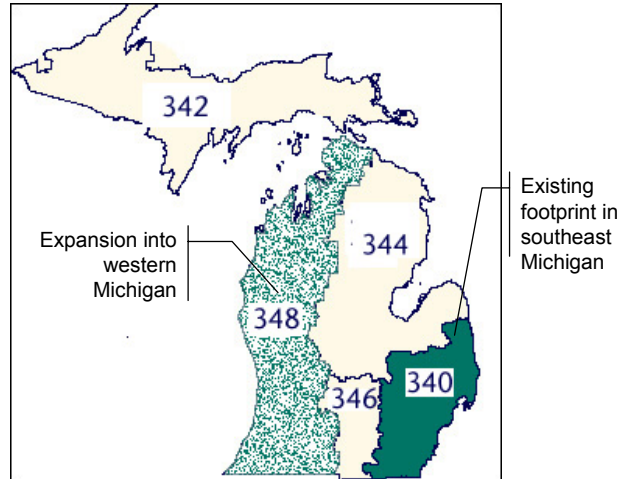 342
344
Existing
footprint in
southeast
Michigan
Expansion into
western
Michigan
348
346
340